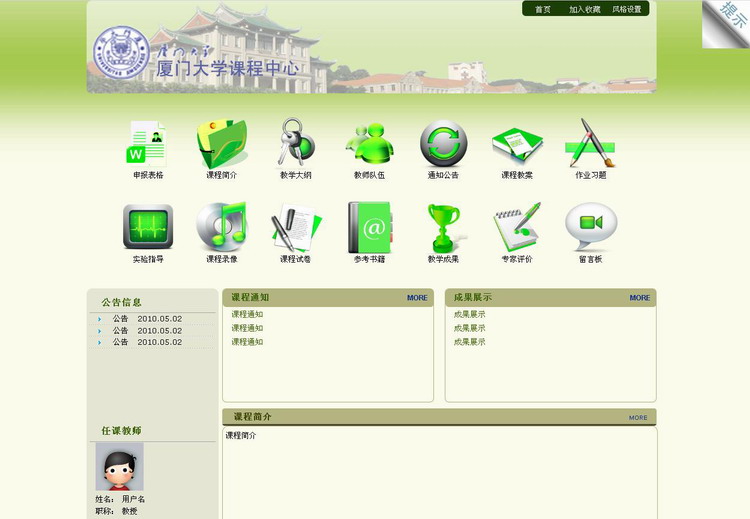 首页 加入收藏 风格设置
提示
厦门大学
厦门大学课程中心
申报表格 课程简介 教学大纲 教师队伍 通知公告 课程教案 作业习题
实验指导 课程录像 课程试卷 参考书籍 教学成果 专家评价 留言板
公告信息
公告 2010.05.02
公告 2010.05.02
公告 2010.05.02
课程通知 MORE
课程通知
课程通知
课程通知
成果展示 MORE
成果展示
成果展示
成果展示
任课教师
姓名： 用户名
职称： 教授
课程简介 MORE
课程简介